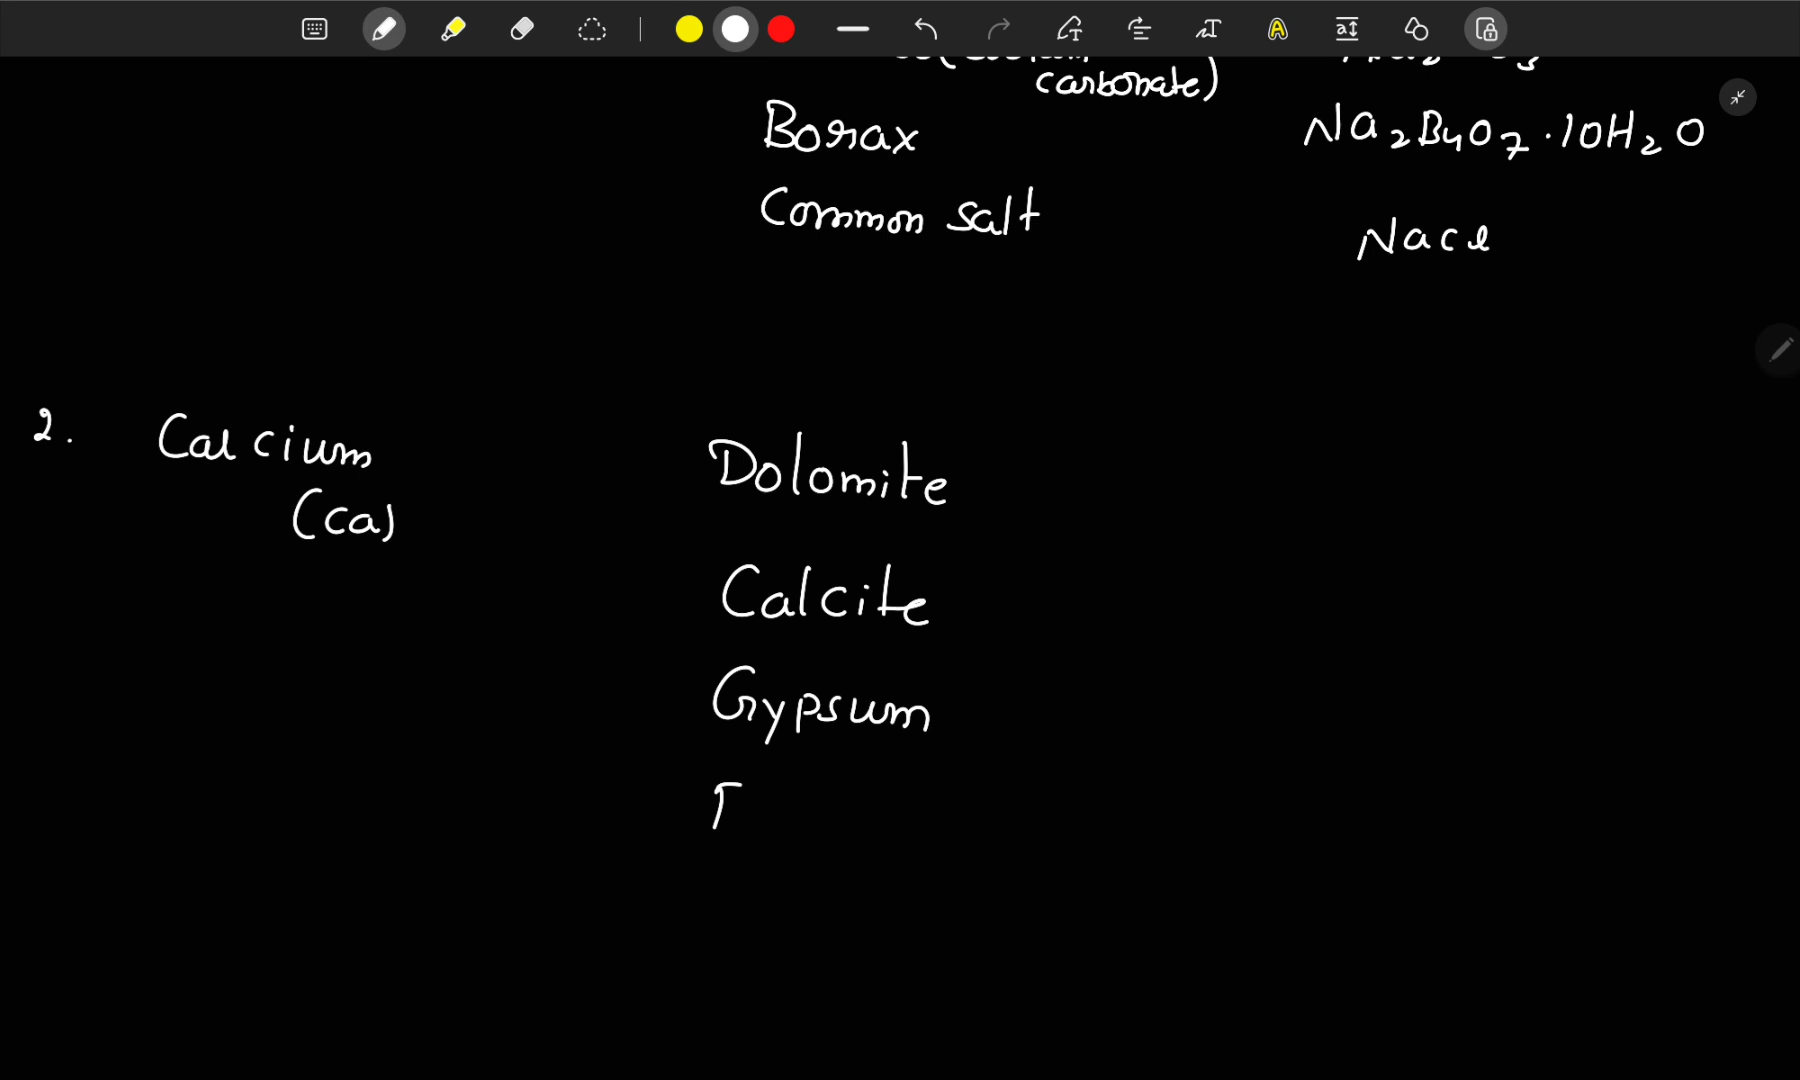 carbonate)
Borax Na₂B₄O₇·10H₂O
Common salt NaCl
2. Calcium Dolomite
(ca)
Calcite
Gypsum